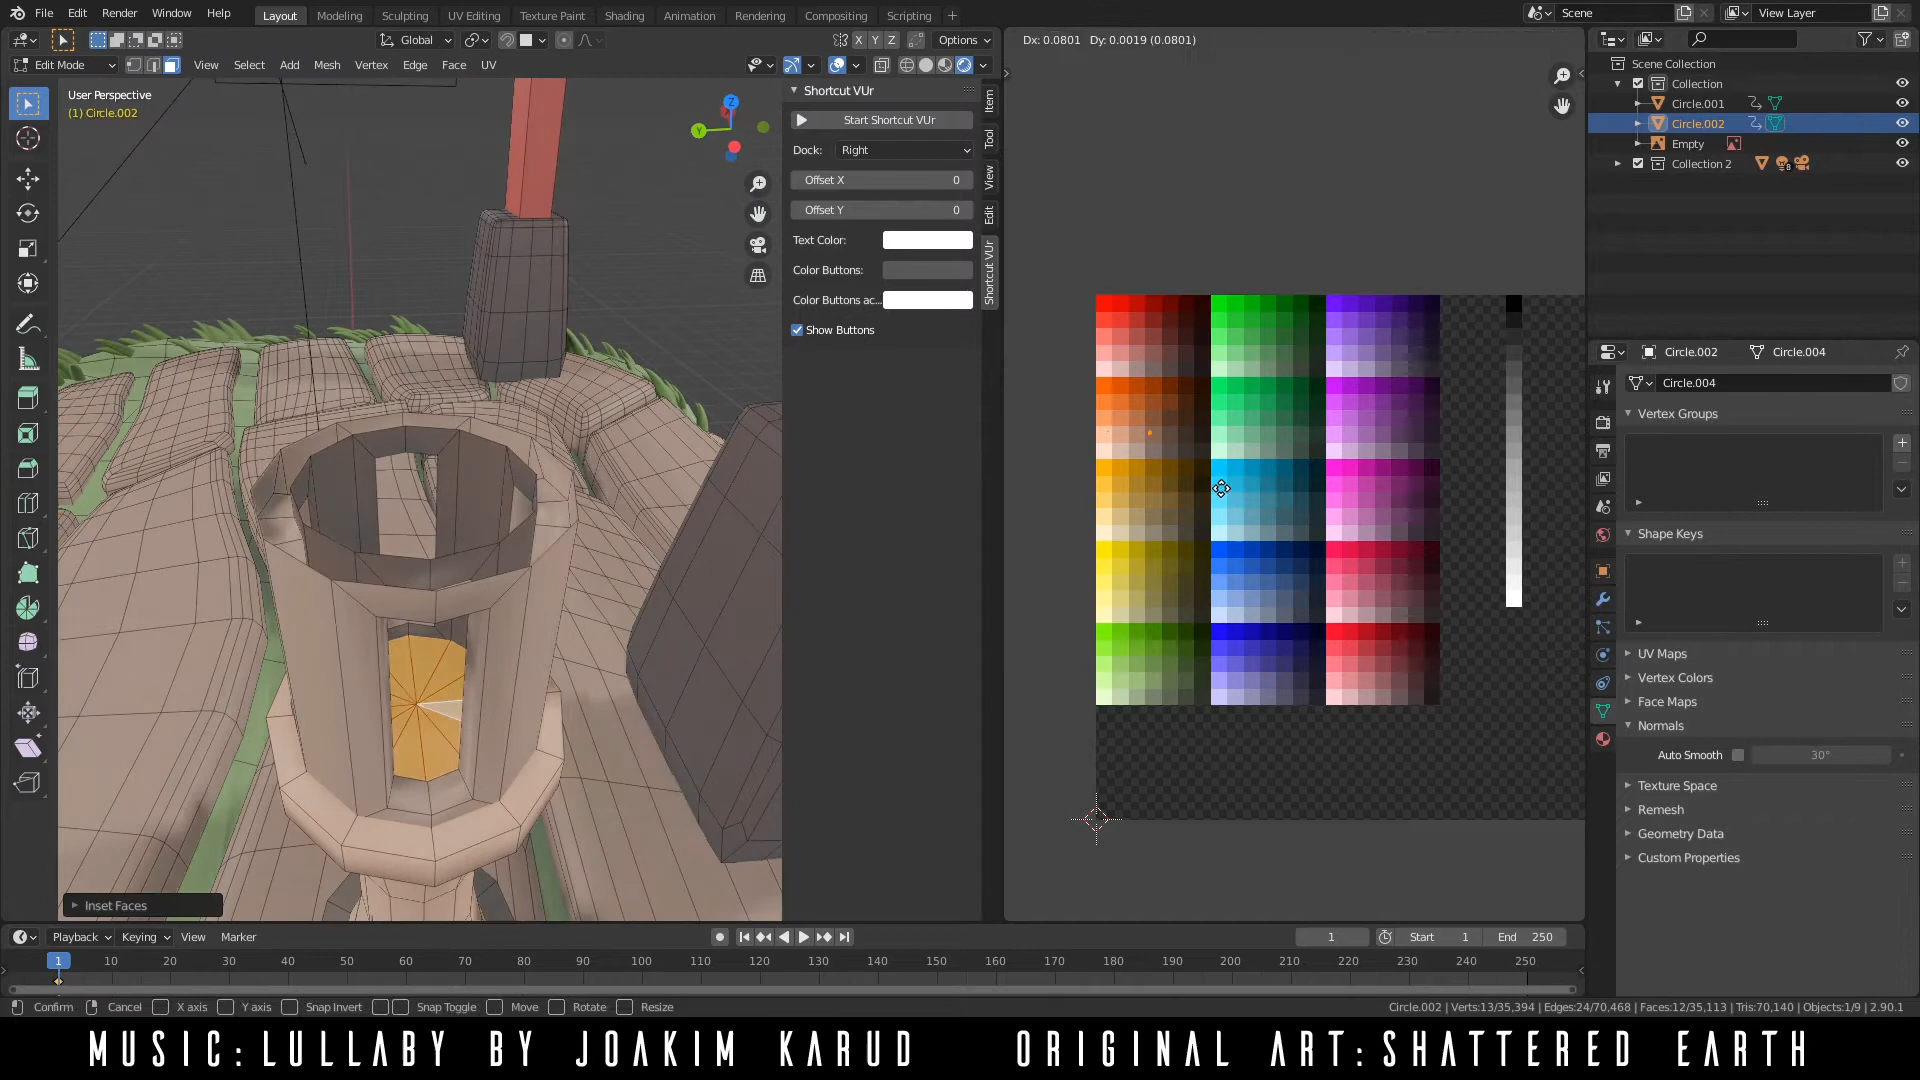 File Edit Render Window Help Layout Modeling Sculpting UV Editing Texture Paint Shading Animation Rendering Compositing Scripting + Scene View Layer
Global X Y Z Options
Dx: 0.0801 Dy: 0.0019 (0.0801)
Edit Mode View Select Add Mesh Vertex Edge Face UV
User Perspective
(1) Circle.002
Z
Y
Shortcut VUr
Start Shortcut VUr
Dock: Right
Offset X 0
Offset Y 0
Text Color:
Color Buttons:
Color Buttons ac...
Show Buttons
Item
Tool
View
Edit
Shortcut VUr
Scene Collection
Collection
Circle.001
Circle.002
Empty
Collection 2
8
Circle.002 Circle.004
Circle.004
Vertex Groups
Shape Keys
UV Maps
Vertex Colors
Face Maps
Normals
Auto Smooth 30°
Texture Space
Remesh
Geometry Data
Custom Properties
Inset Faces
Playback Keying View Marker 1 Start 1 End 250
1 10 20 30 40 50 60 70 80 90 100 110 120 130 140 150 160 170 180 190 200 210 220 230 240 250
Confirm Cancel X axis Y axis Snap Invert Snap Toggle Move Rotate Resize Circle.002 | Verts:13/35,394 | Edges:24/70,468 | Faces:12/35,113 | Tris:70,140 | Objects:1/9 | 2.90.1
MUSIC:LULLABY BY JOAKIM KARUD ORIGINAL ART:SHATTERED EARTH